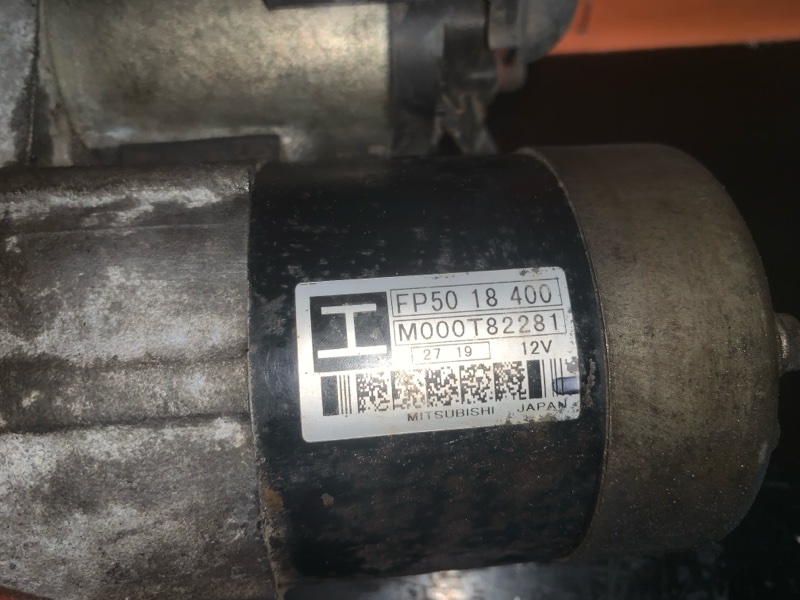 H
FP50 18 400
M000T82281
27 19 12V
MITSUBISHI JAPAN